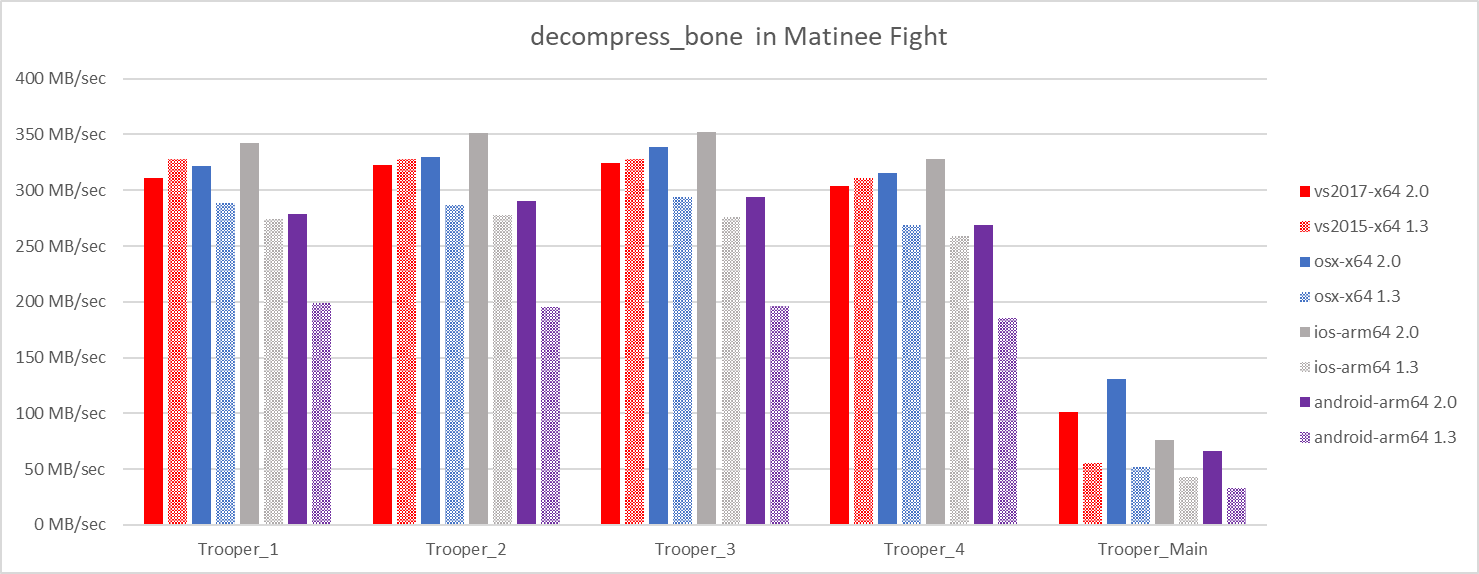 decompress_bone in Matinee Fight
400 MB/sec
350 MB/sec
300 MB/sec
250 MB/sec
200 MB/sec
150 MB/sec
100 MB/sec
50 MB/sec
0 MB/sec
Trooper_1
Trooper_2
Trooper_3
Trooper_4
Trooper_Main
vs2017-x64 2.0
vs2015-x64 1.3
osx-x64 2.0
osx-x64 1.3
ios-arm64 2.0
ios-arm64 1.3
android-arm64 2.0
android-arm64 1.3